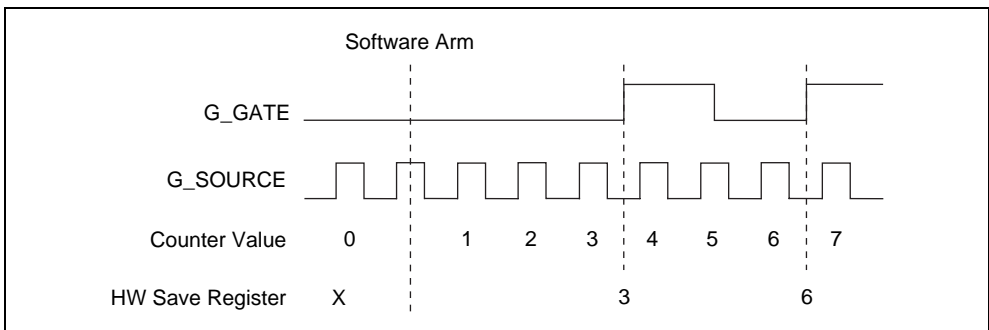 Software Arm
G_GATE
G_SOURCE
Counter Value 0 1 2 3 4 5 6 7
HW Save Register X 3 6